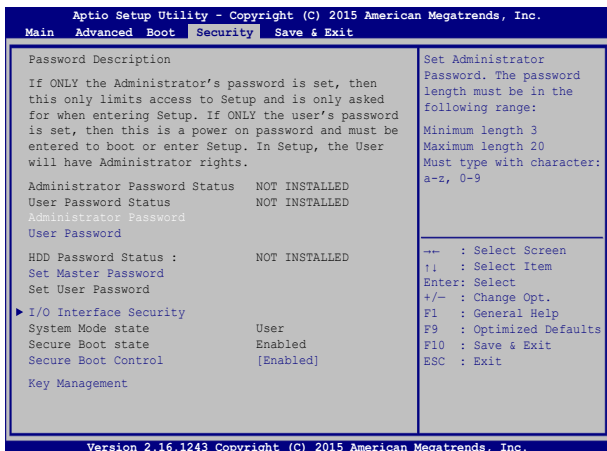 Aptio Setup Utility - Copyright (C) 2015 American Megatrends, Inc.
Main Advanced Boot Security Save & Exit
Password Description
If ONLY the Administrator's password is set, then
this only limits access to Setup and is only asked
for when entering Setup. If ONLY the user's password
is set, then this is a power on password and must be
entered to boot or enter Setup. In Setup, the User
will have Administrator rights.
Administrator Password Status NOT INSTALLED
User Password Status NOT INSTALLED
Administrator Password
User Password
HDD Password Status : NOT INSTALLED
Set Master Password
Set User Password
▶ I/O Interface Security
System Mode state User
Secure Boot state Enabled
Secure Boot Control [Enabled]
Key Management
Set Administrator
Password. The password
length must be in the
following range:
Minimum length 3
Maximum length 20
Must type with character:
a-z, 0-9
→← : Select Screen
↑↓ : Select Item
Enter: Select
+/— : Change Opt.
F1 : General Help
F9 : Optimized Defaults
F10 : Save & Exit
ESC : Exit
Version 2.16.1243 Copyright (C) 2015 American Megatrends, Inc.